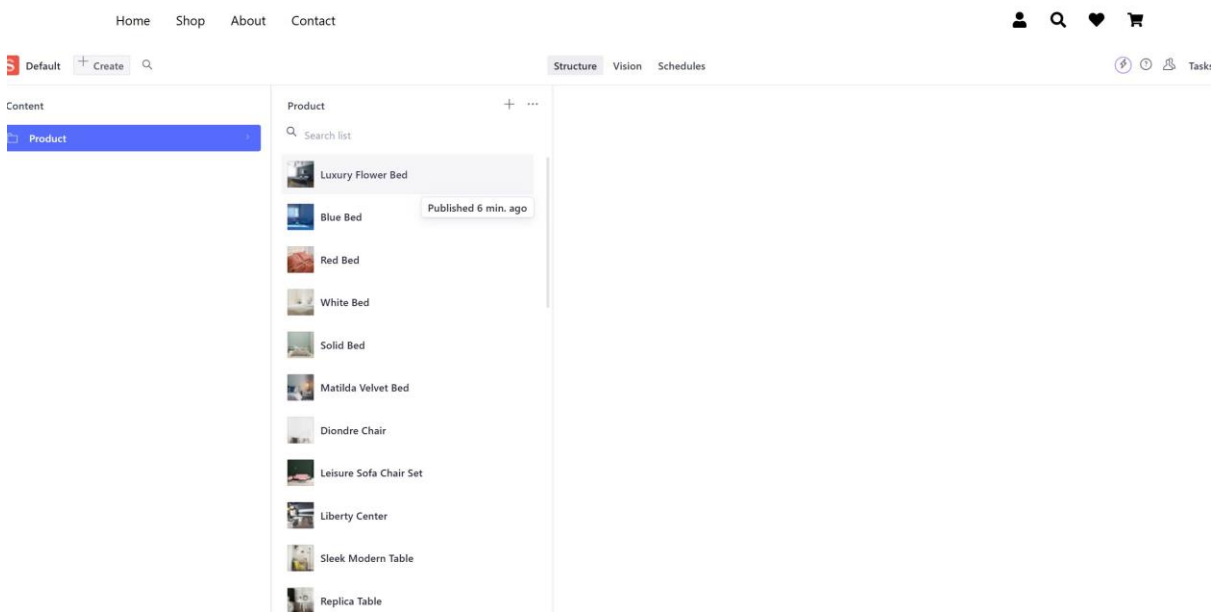 Home Shop About Contact
S Default + Create Structure Vision Schedules Tasks
Content
Product
Product
Search list
Luxury Flower Bed
Published 6 min. ago
Blue Bed
Red Bed
White Bed
Solid Bed
Matilda Velvet Bed
Diondre Chair
Leisure Sofa Chair Set
Liberty Center
Sleek Modern Table
Replica Table